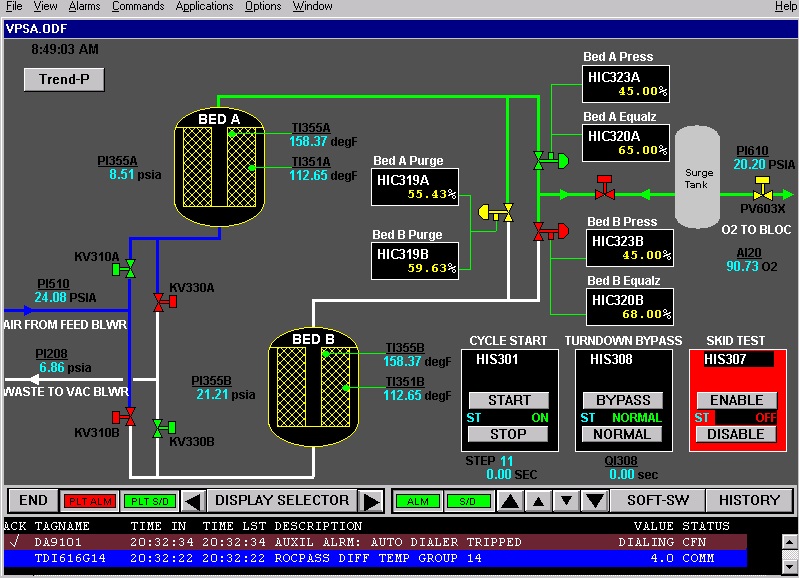 File View Alarms Commands Applications Options Window Help
VPSA.ODF
8:49:03 AM
Trend-P
Bed A Press
HIC323A
45.00%
Bed A Equalz
HIC320A
65.00%
BED A
TI355A
158.37 degF
TI351A
112.65 degF
PI355A
8.51 psia
Bed A Purge
HIC319A
55.43%
Surge
Tank
PI610
20.20 PSIA
PV603X
O2 TO BLOC
AI20
90.73 O2
Bed B Purge
HIC319B
59.63%
Bed B Press
HIC323B
45.00%
Bed B Equalz
HIC320B
68.00%
KV310A
KV330A
PI510
24.08 PSIA
AIR FROM FEED BLWR
PI208
6.86 psia
WASTE TO VAC BLWR
KV310B
KV330B
BED B
TI355B
158.37 degF
TI351B
112.65 degF
PI355B
21.21 psia
CYCLE START
HIS301
START
ST ON
STOP
STEP 11
0.00 SEC
TURNDOWN BYPASS
HIS308
BYPASS
ST NORMAL
NORMAL
QI308
0.00 sec
SKID TEST
HIS307
ENABLE
ST OFF
DISABLE
END PLT ALM PLT S/D DISPLAY SELECTOR ALM S/D SOFT-SW HISTORY
ACK TAGNAME TIME IN TIME LST DESCRIPTION VALUE STATUS
√ DA9101 20:32:34 20:32:34 AUXIL ALRM: AUTO DIALER TRIPPED DIALING CFN
TDI616G14 20:32:22 20:32:22 ROCPASS DIFF TEMP GROUP 14 4.0 COMM